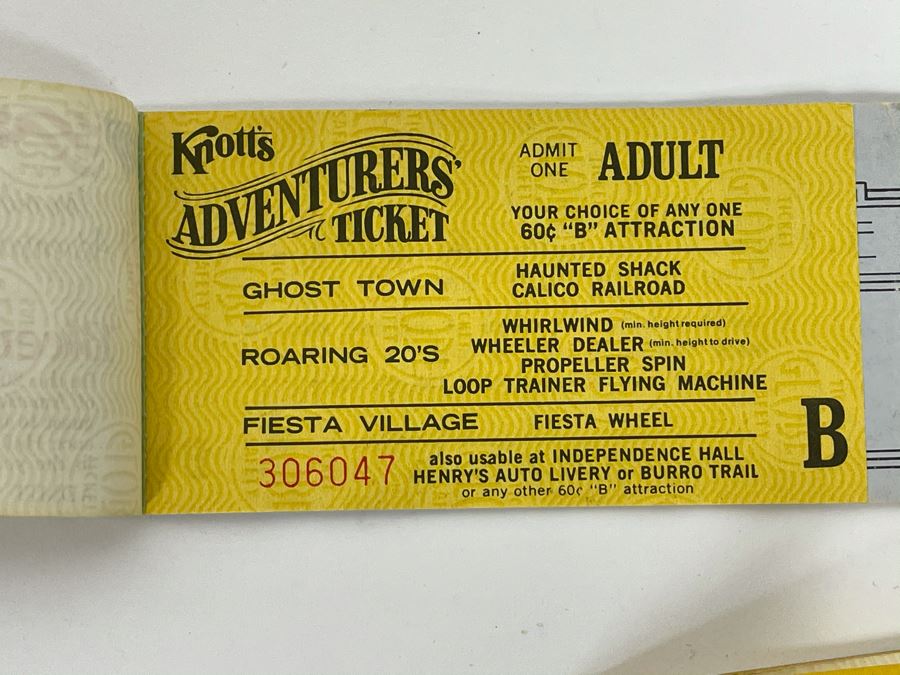 Knott's
ADVENTURERS'
TICKET
ADMIT
ONE
ADULT
YOUR CHOICE OF ANY ONE
60¢ "B" ATTRACTION
GHOST TOWN
HAUNTED SHACK
CALICO RAILROAD
ROARING 20'S
WHIRLWIND (min. height required)
WHEELER DEALER (min. height to drive)
PROPELLER SPIN
LOOP TRAINER FLYING MACHINE
FIESTA VILLAGE
FIESTA WHEEL
B
306047
also usable at INDEPENDENCE HALL
HENRY'S AUTO LIVERY or BURRO TRAIL
or any other 60¢ "B" attraction